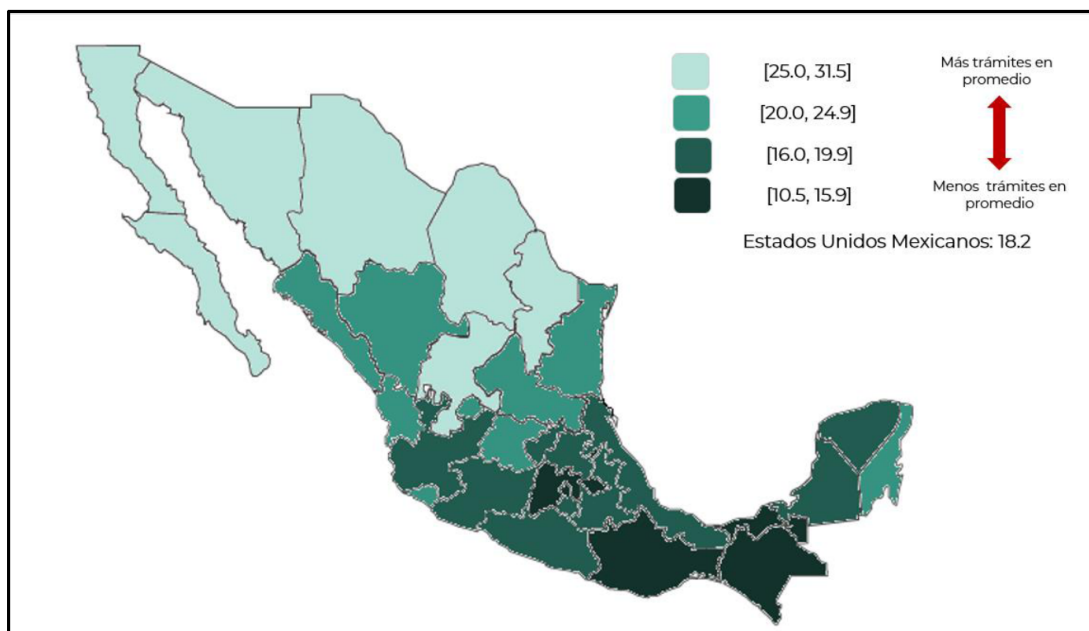 [25.0, 31.5]
[20.0, 24.9]
[16.0, 19.9]
[10.5, 15.9]
Más trámites en
promedio
Menos trámites en
promedio
Estados Unidos Mexicanos: 18.2